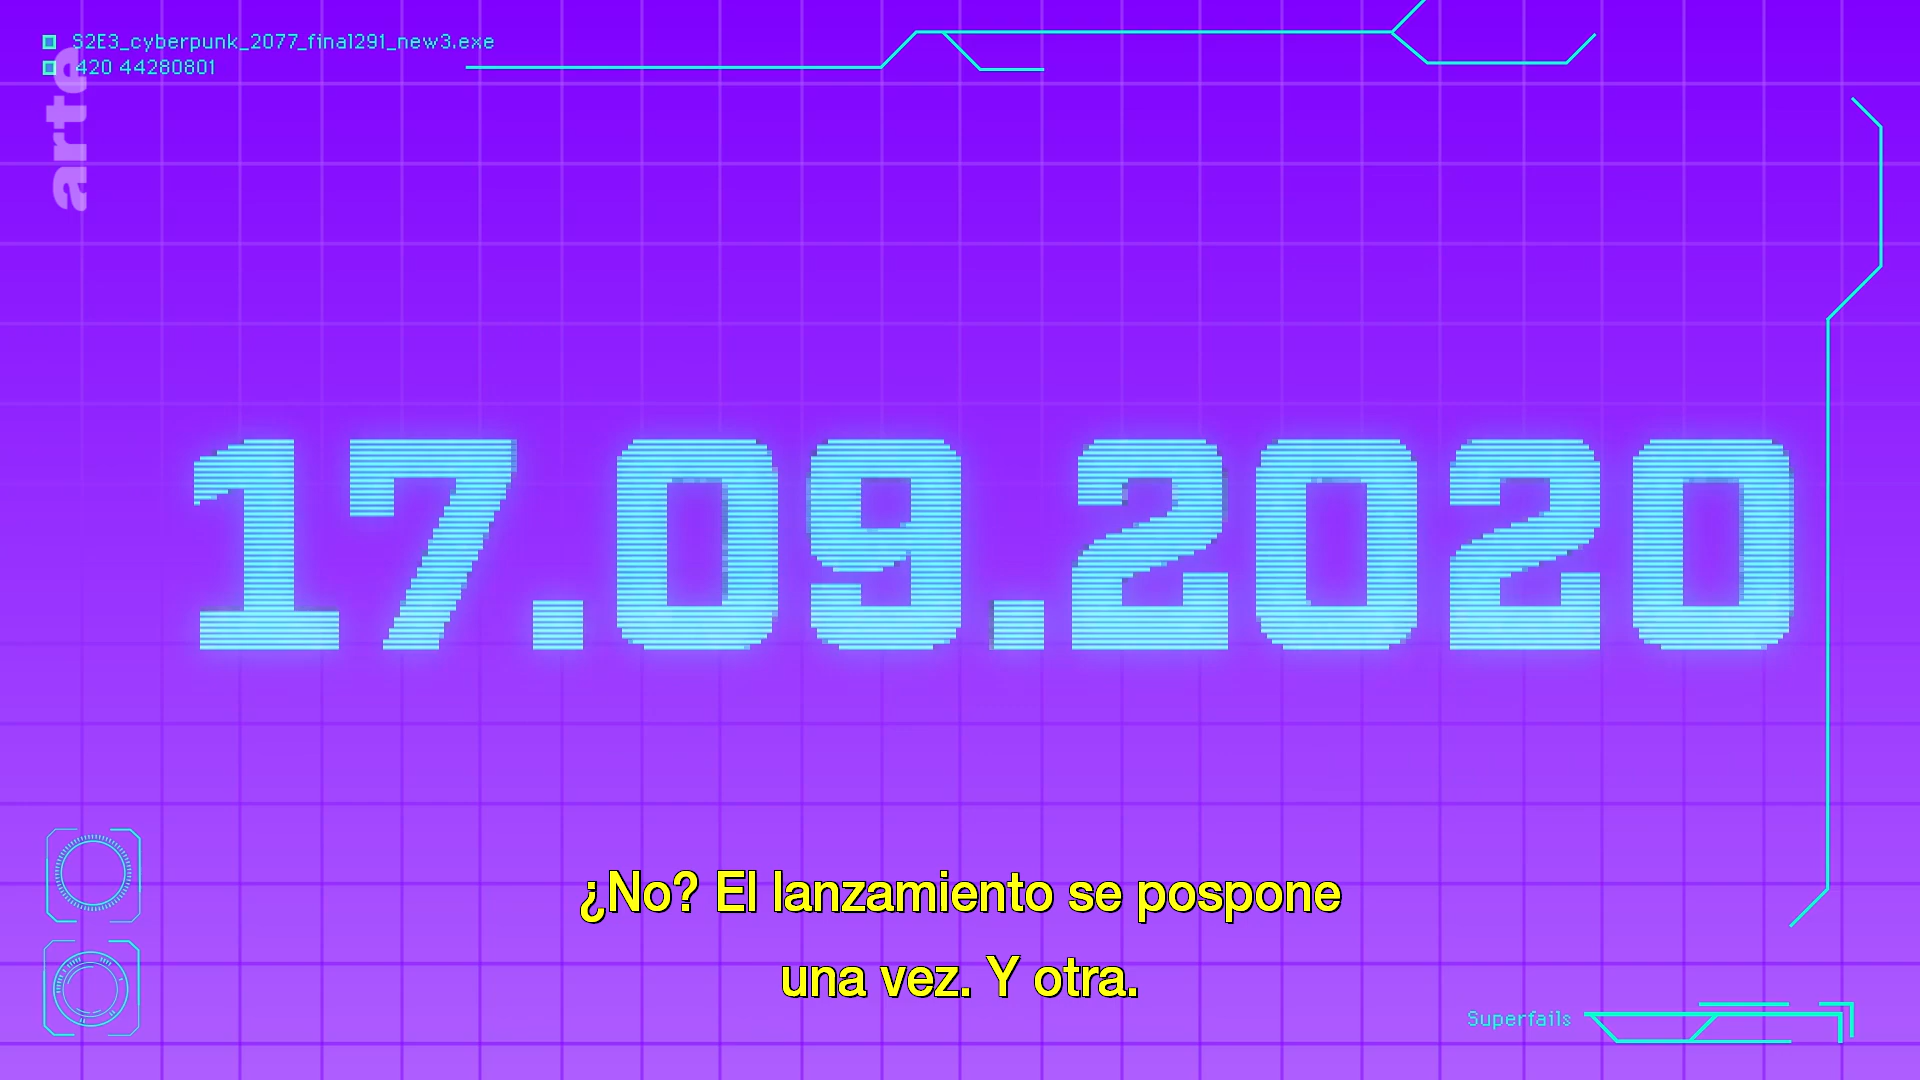 S2E3_cyberpunk_2077_final291_new3.exe
420 44280801
arte
17.09.2020
¿No? El lanzamiento se pospone
una vez. Y otra.
Superfails